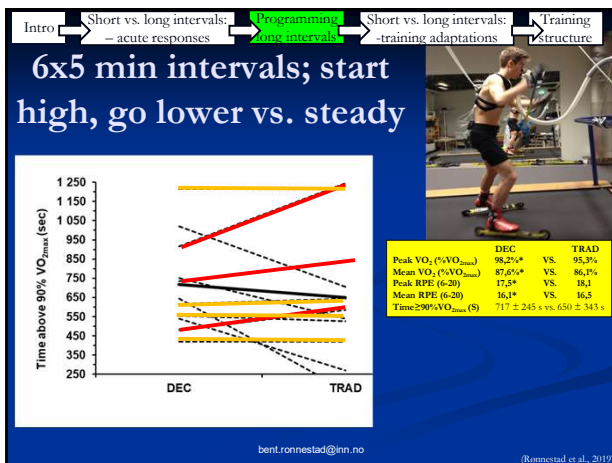 Intro
Short vs. long intervals:
– acute responses
Programming
long intervals
Short vs. long intervals:
-training adaptations
Training
structure
6x5 min intervals; start
high, go lower vs. steady
Time above 90% VO2max (sec)
1 250
1 150
1 050
950
850
750
650
550
450
350
250
DEC
TRAD
DEC TRAD
Peak VO2 (%VO2max) 98,2%* VS. 95,3%
Mean VO2 (%VO2max) 87,6%* VS. 86,1%
Peak RPE (6-20) 17,5* VS. 18,1
Mean RPE (6-20) 16,1* VS. 16,5
Time≥90%VO2max (S) 717 ± 245 s vs. 650 ± 343 s
bent.ronnestad@inn.no
(Rønnestad et al., 2019)